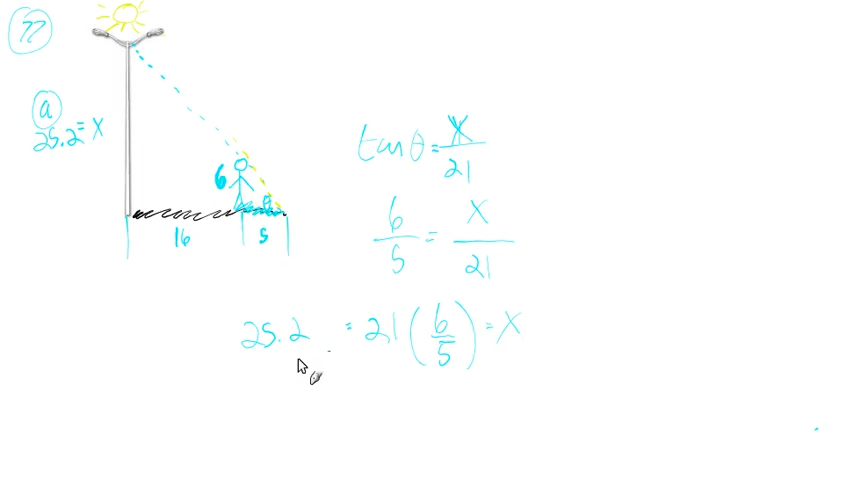 77
a
25.2 = X
6
θ
16
5
tan θ = X/21
6/5 = X/21
25.2 = 21(6/5) = X